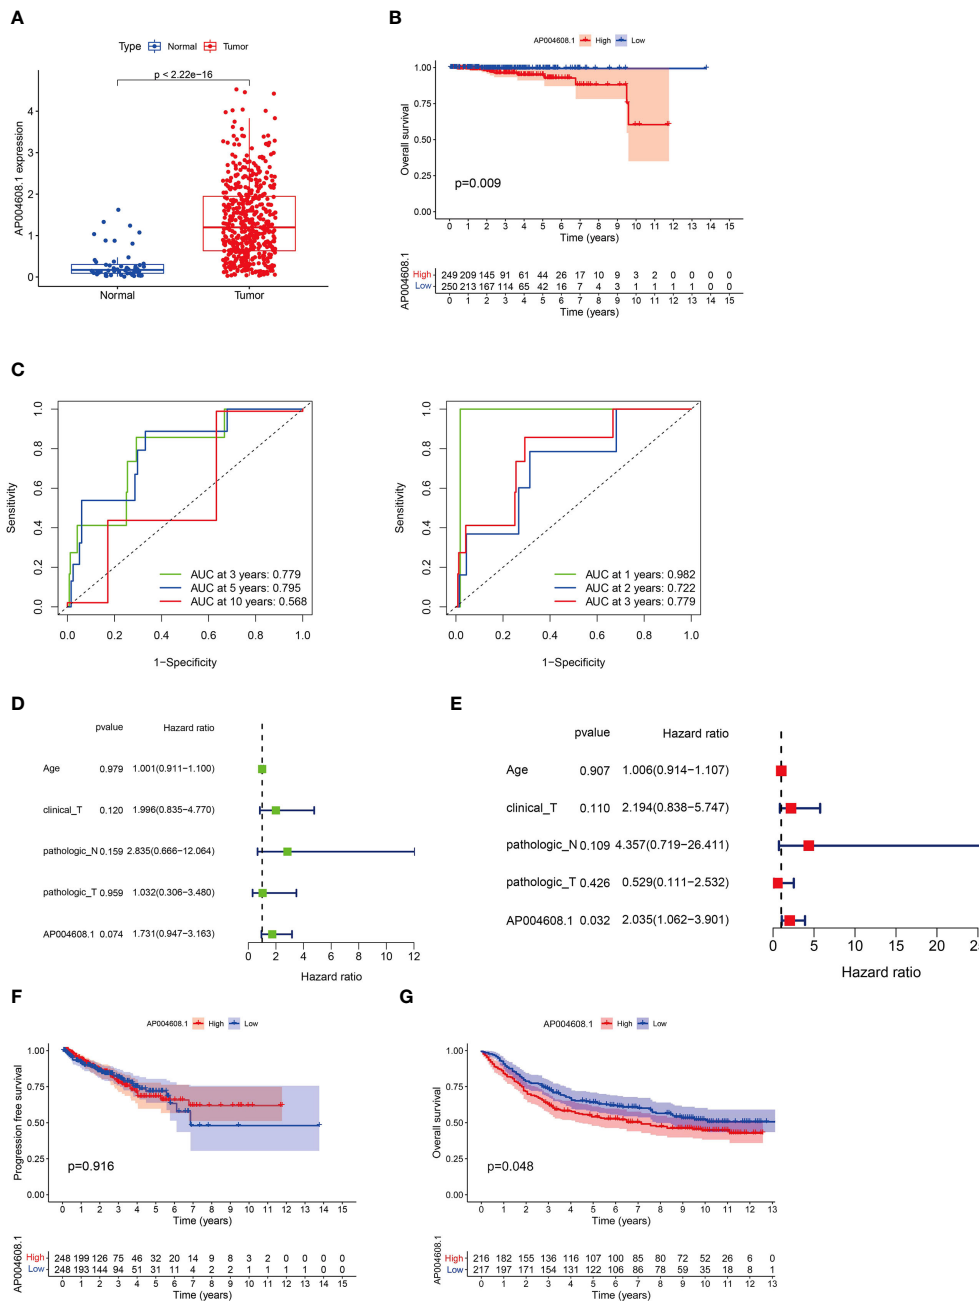 A
Type Normal Tumor
p < 2.22e−16
AP004608.1 expression
4
3
2
1
0
Normal Tumor
B
AP004608.1 High Low
Overall survival
1.00
0.75
0.50
0.25
0.00
p=0.009
0 1 2 3 4 5 6 7 8 9 10 11 12 13 14 15
Time (years)
AP004608.1
High 249 209 145 91 61 44 26 17 10 9 3 2 0 0 0 0
Low 250 213 167 114 65 42 16 7 4 3 1 1 1 1 0 0
0 1 2 3 4 5 6 7 8 9 10 11 12 13 14 15
Time (years)
C
Sensitivity
1.0
0.8
0.6
0.4
0.2
0.0
AUC at 3 years: 0.779
AUC at 5 years: 0.795
AUC at 10 years: 0.568
0.0 0.2 0.4 0.6 0.8 1.0
1−Specificity
Sensitivity
1.0
0.8
0.6
0.4
0.2
0.0
AUC at 1 years: 0.982
AUC at 2 years: 0.722
AUC at 3 years: 0.779
0.0 0.2 0.4 0.6 0.8 1.0
1−Specificity
D
pvalue Hazard ratio
Age 0.979 1.001(0.911−1.100)
clinical_T 0.120 1.996(0.835−4.770)
pathologic_N 0.159 2.835(0.666−12.064)
pathologic_T 0.959 1.032(0.306−3.480)
AP004608.1 0.074 1.731(0.947−3.163)
0 2 4 6 8 10 12
Hazard ratio
E
pvalue Hazard ratio
Age 0.907 1.006(0.914−1.107)
clinical_T 0.110 2.194(0.838−5.747)
pathologic_N 0.109 4.357(0.719−26.411)
pathologic_T 0.426 0.529(0.111−2.532)
AP004608.1 0.032 2.035(1.062−3.901)
0 5 10 15 20 25
Hazard ratio
F
AP004608.1 High Low
Progression free survival
1.00
0.75
0.50
0.25
0.00
p=0.916
0 1 2 3 4 5 6 7 8 9 10 11 12 13 14 15
Time (years)
AP004608.1
High 248 199 126 75 46 32 20 14 9 8 3 2 0 0 0 0
Low 248 193 144 94 51 31 11 4 2 2 1 1 1 1 0 0
0 1 2 3 4 5 6 7 8 9 10 11 12 13 14 15
Time (years)
G
AP004608.1 High Low
Overall survival
1.00
0.75
0.50
0.25
0.00
p=0.048
0 1 2 3 4 5 6 7 8 9 10 11 12 13
Time (years)
AP004608.1
High 216 182 155 136 116 107 100 85 80 72 52 26 6 0
Low 217 197 171 154 131 122 106 86 78 59 35 18 8 1
0 1 2 3 4 5 6 7 8 9 10 11 12 13
Time (years)